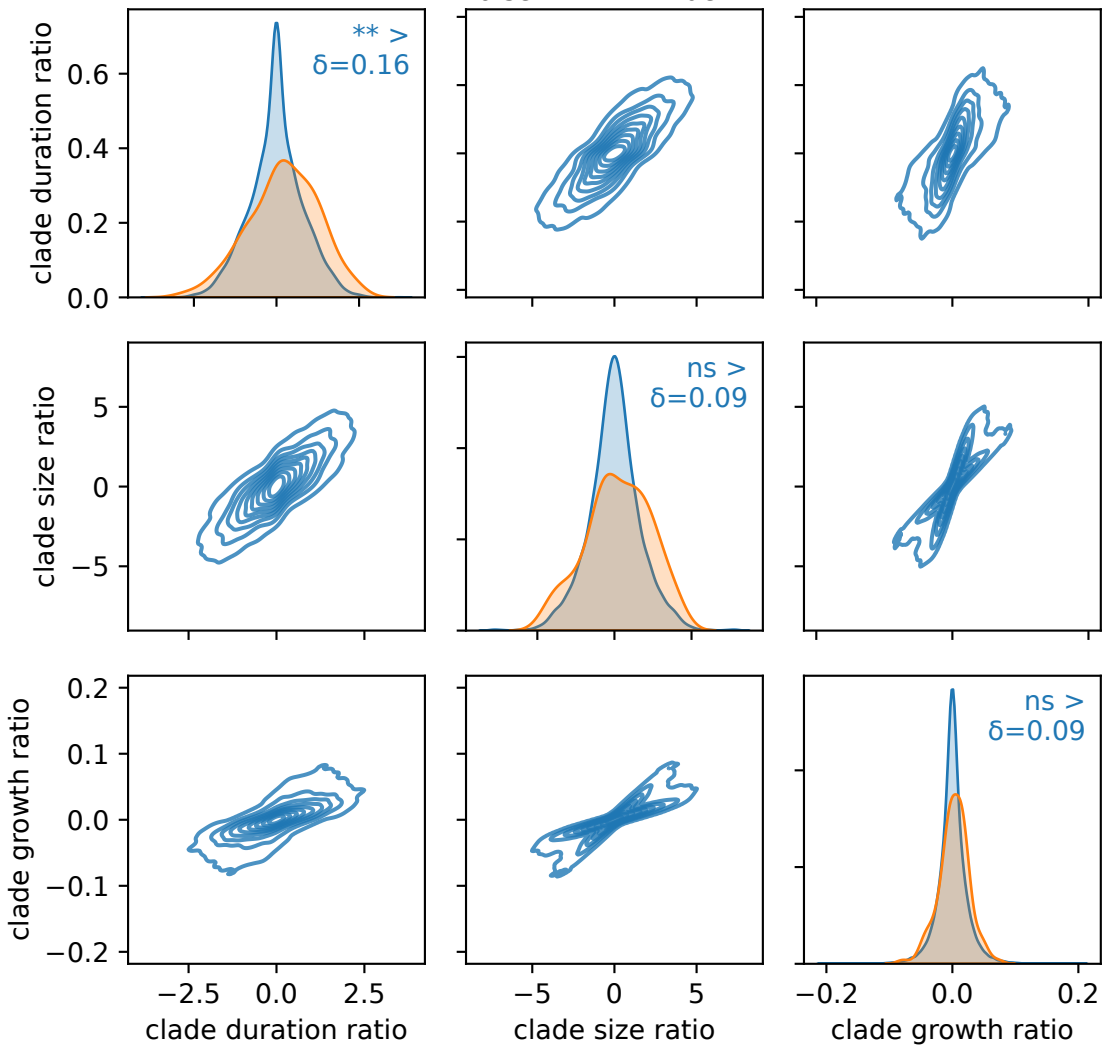 clade duration ratio
0.6
0.4
0.2
0.0
** >
δ=0.16
clade size ratio
5
0
−5
ns >
δ=0.09
clade growth ratio
0.2
0.1
0.0
−0.1
−0.2
ns >
δ=0.09
−2.5 0.0 2.5
−5 0 5
−0.2 0.0 0.2
clade duration ratio
clade size ratio
clade growth ratio